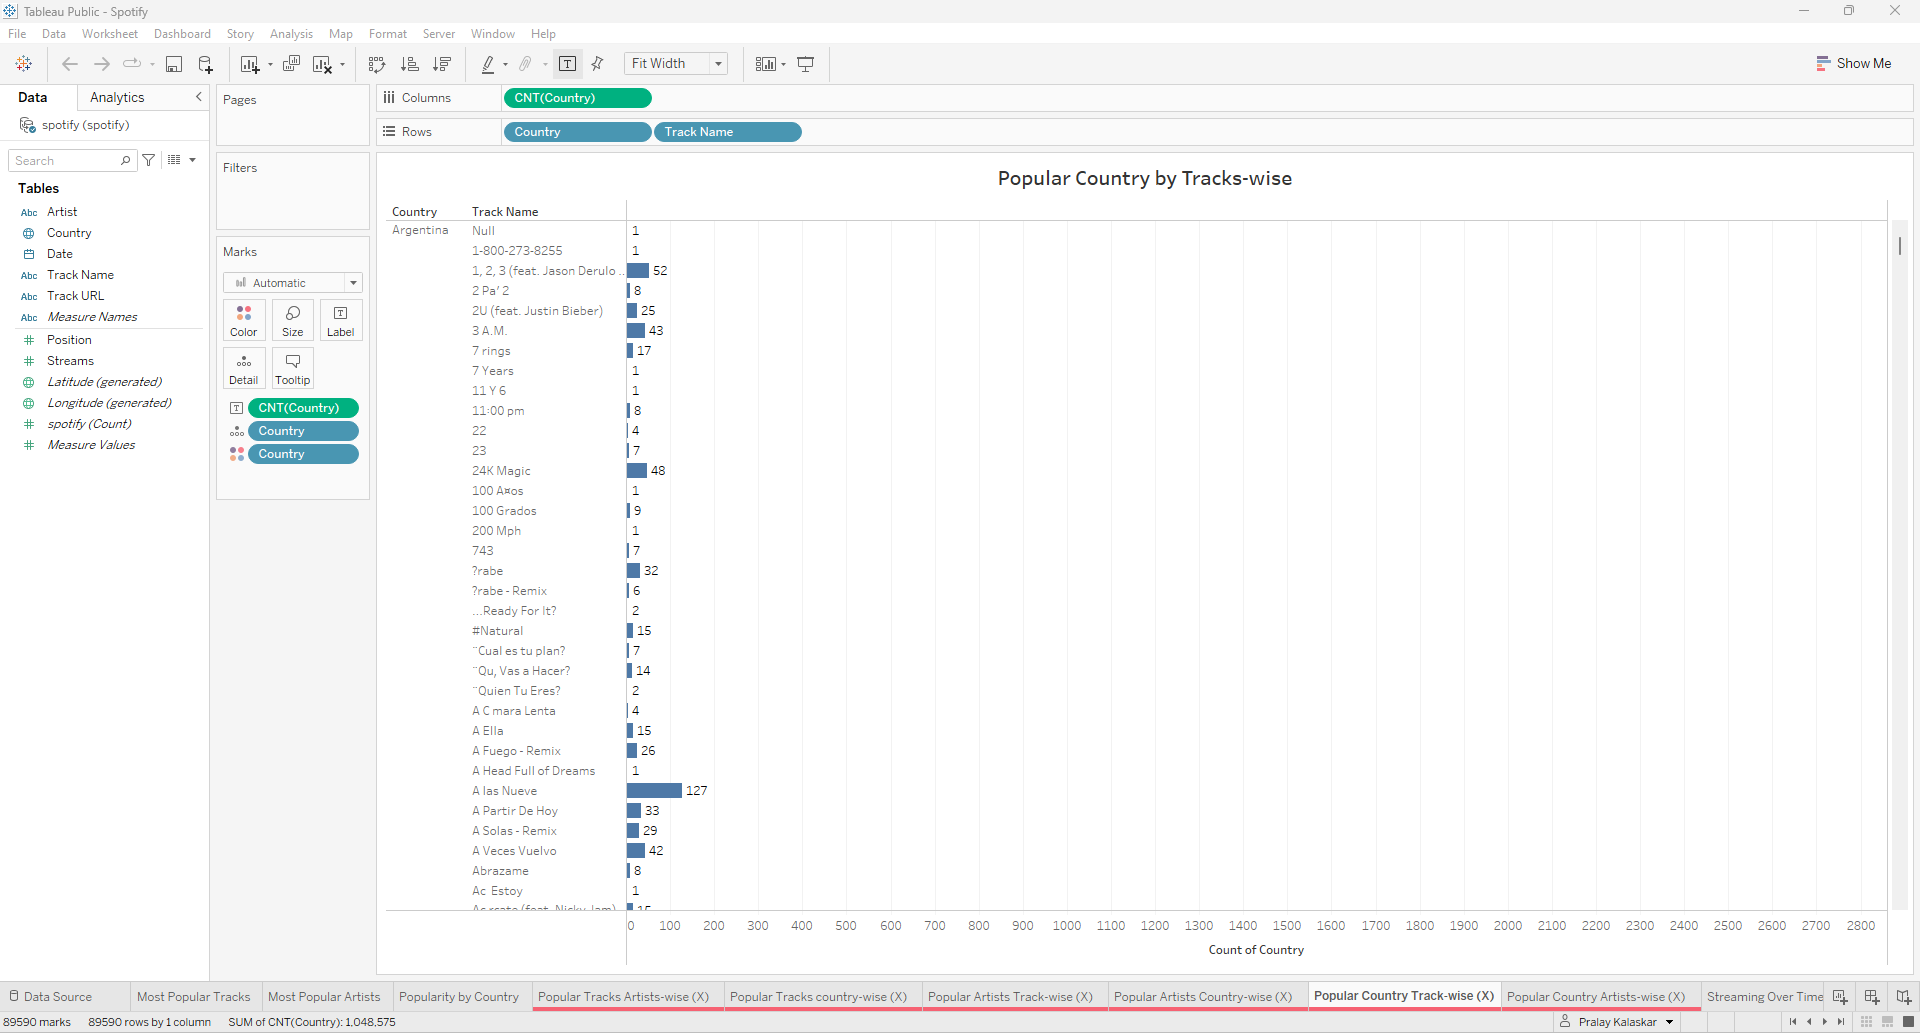 Tableau Public - Spotify
File Data Worksheet Dashboard Story Analysis Map Format Server Window Help
Fit Width
Show Me
Data
Analytics
spotify (spotify)
Search
Tables
Abc Artist
Country
Date
Abc Track Name
Abc Track URL
Abc Measure Names
Position
Streams
Latitude (generated)
Longitude (generated)
spotify (Count)
Measure Values
Pages
Filters
Marks
Automatic
Color
Size
Label
Detail
Tooltip
CNT(Country)
Country
Country
Columns
CNT(Country)
Rows
Country
Track Name
Popular Country by Tracks-wise
Country Track Name
Argentina Null 1
1-800-273-8255 1
1, 2, 3 (feat. Jason Derulo .. 52
2 Pa' 2 8
2U (feat. Justin Bieber) 25
3 A.M. 43
7 rings 17
7 Years 1
11 Y 6 1
11:00 pm 8
22 4
23 7
24K Magic 48
100 A¤os 1
100 Grados 9
200 Mph 1
743 7
?rabe 32
?rabe - Remix 6
...Ready For It? 2
#Natural 15
¨Cual es tu plan? 7
¨Qu‚ Vas a Hacer? 14
¨Quien Tu Eres? 2
A C mara Lenta 4
A Ella 15
A Fuego - Remix 26
A Head Full of Dreams 1
A las Nueve 127
A Partir De Hoy 33
A Solas - Remix 29
A Veces Vuelvo 42
Abrazame 8
Ac Estoy 1
0 100 200 300 400 500 600 700 800 900 1000 1100 1200 1300 1400 1500 1600 1700 1800 1900 2000 2100 2200 2300 2400 2500 2600 2700 2800
Count of Country
Data Source
Most Popular Tracks
Most Popular Artists
Popularity by Country
Popular Tracks Artists-wise (X)
Popular Tracks country-wise (X)
Popular Artists Track-wise (X)
Popular Artists Country-wise (X)
Popular Country Track-wise (X)
Popular Country Artists-wise (X)
Streaming Over Time
89590 marks
89590 rows by 1 column
SUM of CNT(Country): 1,048,575
Pralay Kalaskar